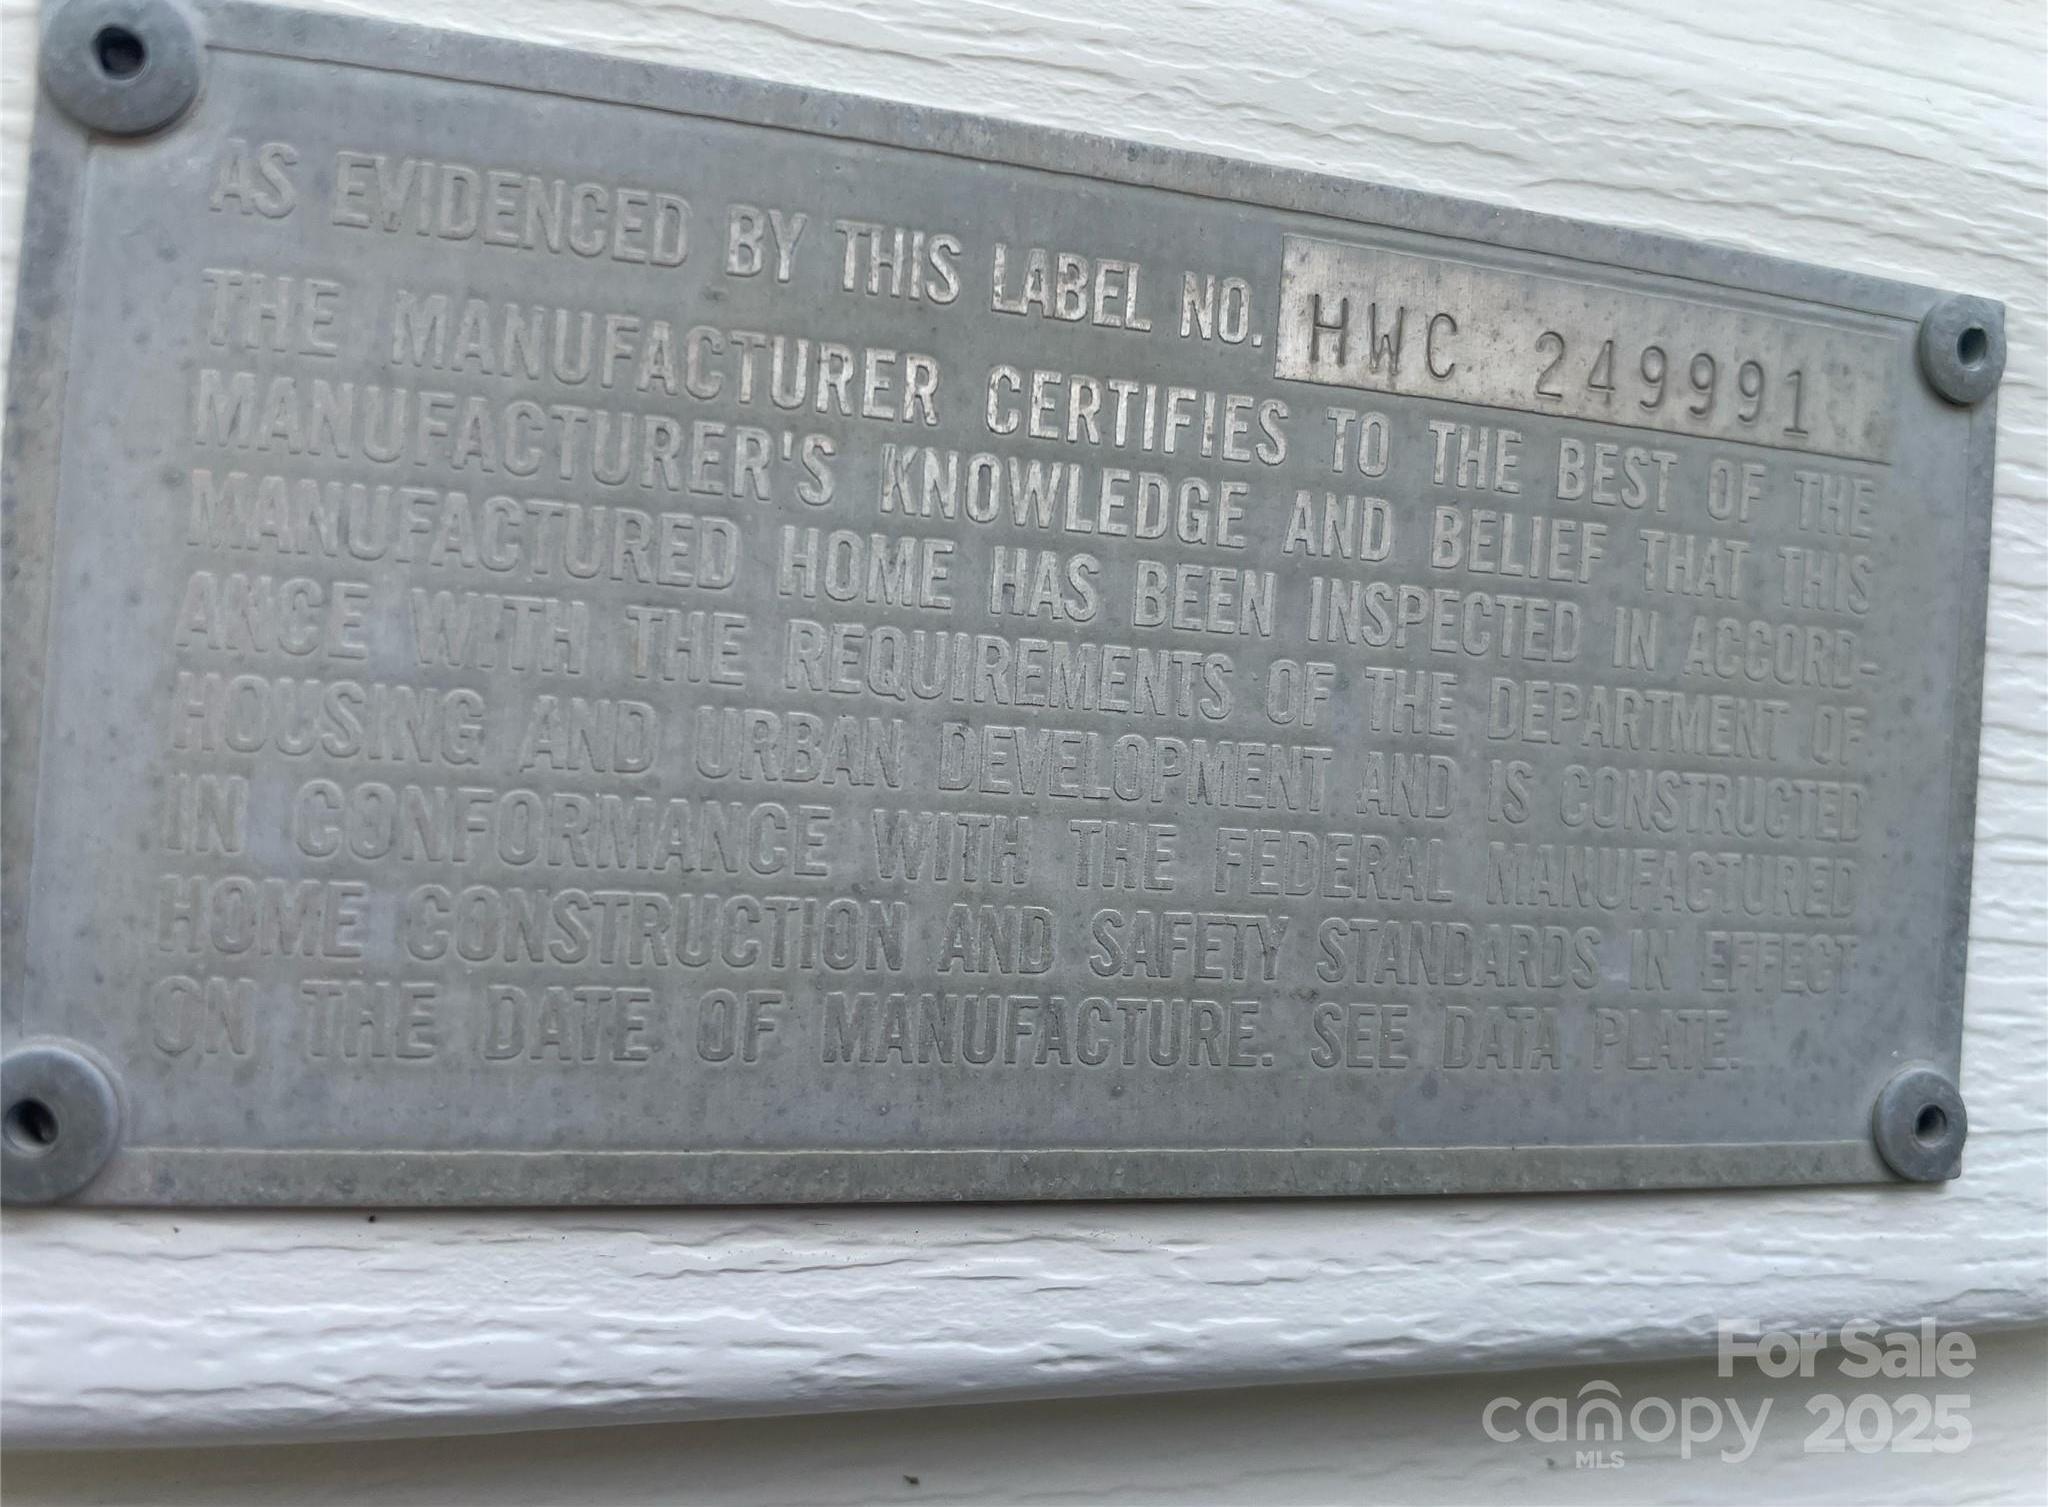 AS EVIDENCED BY THIS LABEL NO. HWC 249991
THE MANUFACTURER CERTIFIES TO THE BEST OF THE
MANUFACTURER'S KNOWLEDGE AND BELIEF THAT THIS
MANUFACTURED HOME HAS BEEN INSPECTED IN ACCORD-
ANCE WITH THE REQUIREMENTS OF THE DEPARTMENT OF
HOUSING AND URBAN DEVELOPMENT AND IS CONSTRUCTED
IN CONFORMANCE WITH THE FEDERAL MANUFACTURED
HOME CONSTRUCTION AND SAFETY STANDARDS IN EFFECT
ON THE DATE OF MANUFACTURE. SEE DATA PLATE.
For Sale
canopy 2025
MLS